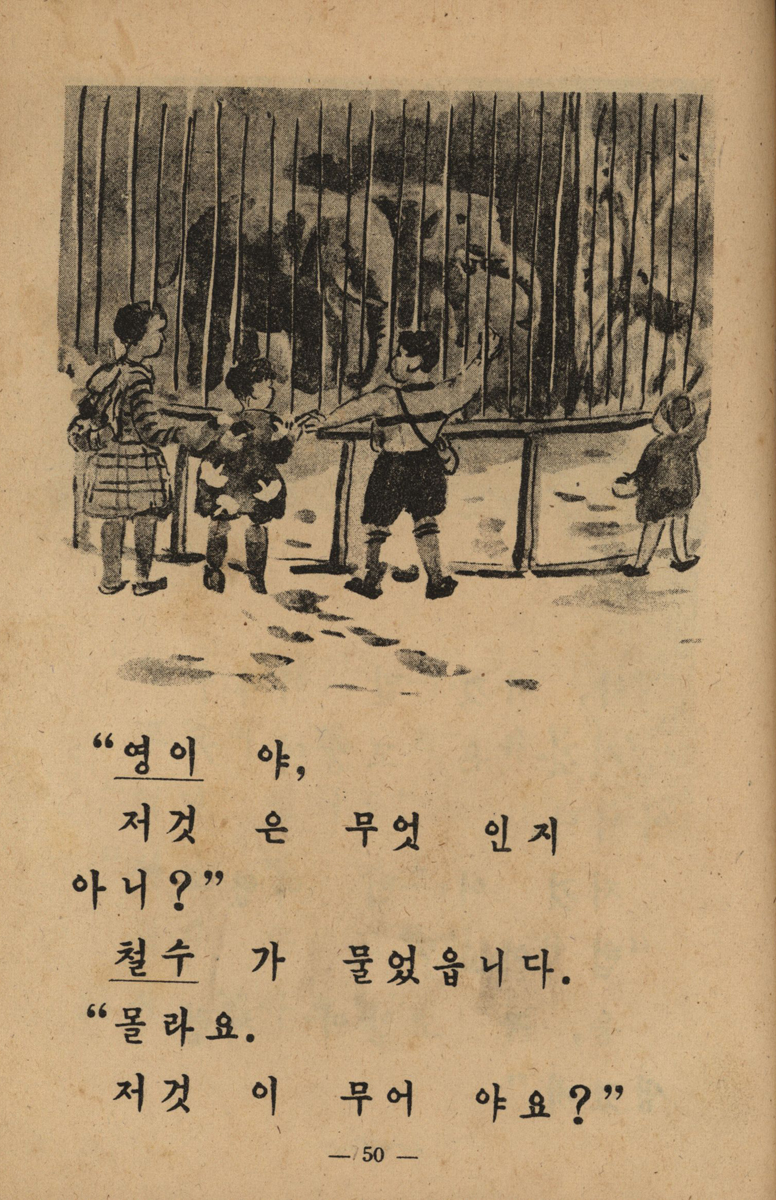 “영이 야,
저것 은 무엇 인지
아니?”
철수 가 물었읍니다.
“몰라요.
저것 이 무어 야요?”
— 50 —